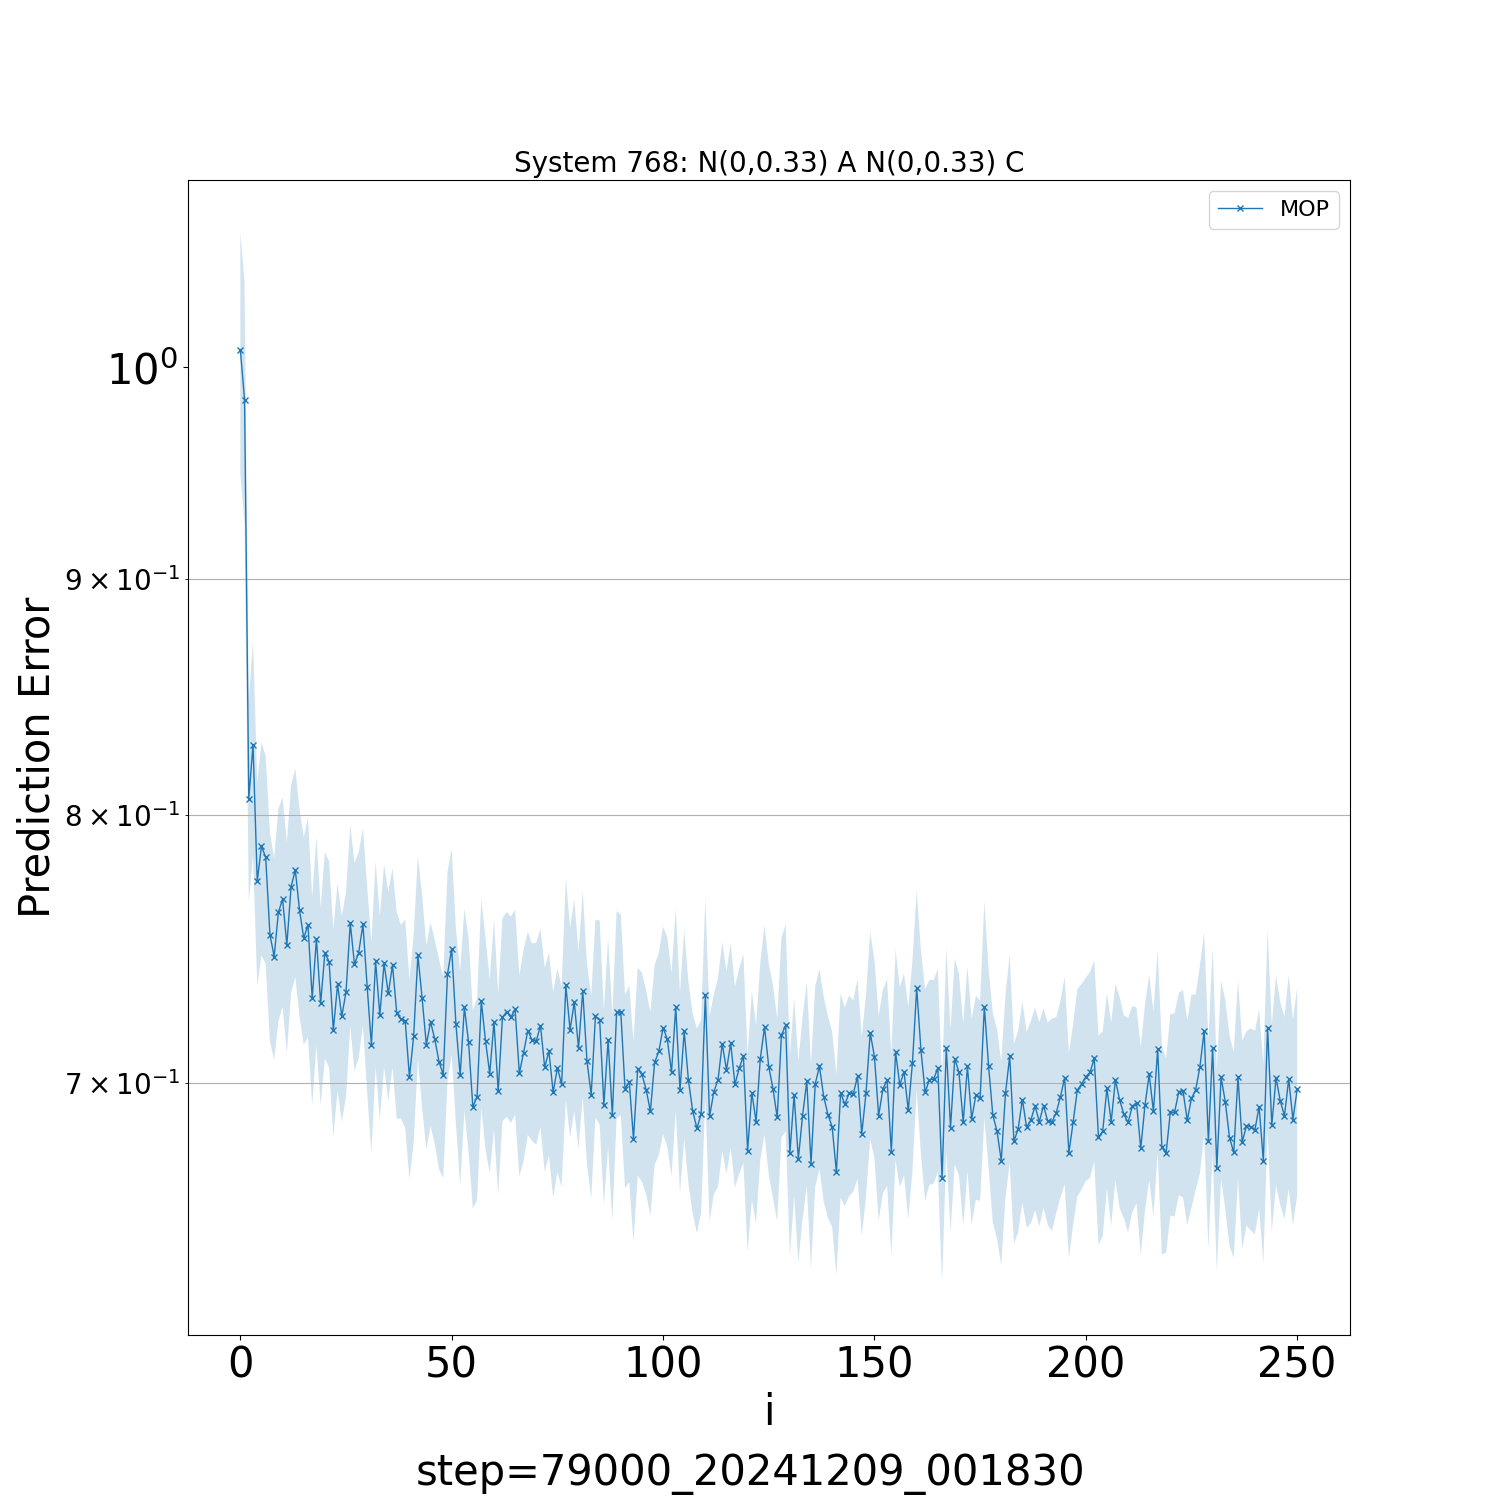 System 768: N(0,0.33) A N(0,0.33) C
MOP
10⁰
9 × 10⁻¹
8 × 10⁻¹
7 × 10⁻¹
Prediction Error
0 50 100 150 200 250
i
step=79000_20241209_001830